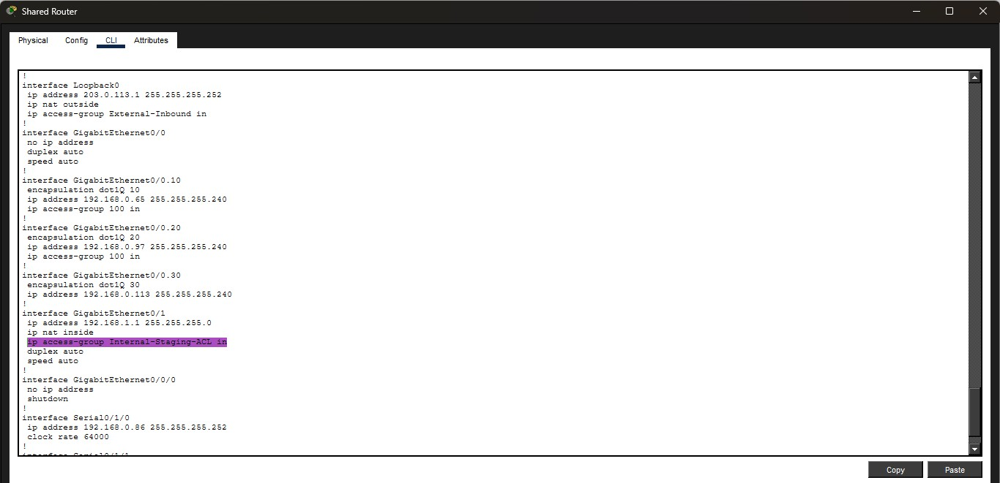 Shared Router
Physical Config CLI Attributes
!
interface Loopback0
ip address 203.0.113.1 255.255.255.252
ip nat outside
ip access-group External-Inbound in
!
interface GigabitEthernet0/0
no ip address
duplex auto
speed auto
!
interface GigabitEthernet0/0.10
encapsulation dot1Q 10
ip address 192.168.0.65 255.255.255.240
ip access-group 100 in
!
interface GigabitEthernet0/0.20
encapsulation dot1Q 20
ip address 192.168.0.97 255.255.255.240
ip access-group 100 in
!
interface GigabitEthernet0/0.30
encapsulation dot1Q 30
ip address 192.168.0.113 255.255.255.240
!
interface GigabitEthernet0/1
ip address 192.168.1.1 255.255.255.0
ip nat inside
ip access-group Internal-Staging-ACL in
duplex auto
speed auto
!
interface GigabitEthernet0/0/0
no ip address
shutdown
!
interface Serial0/1/0
ip address 192.168.0.86 255.255.255.252
clock rate 64000
!
interface Serial0/1/1
Copy Paste